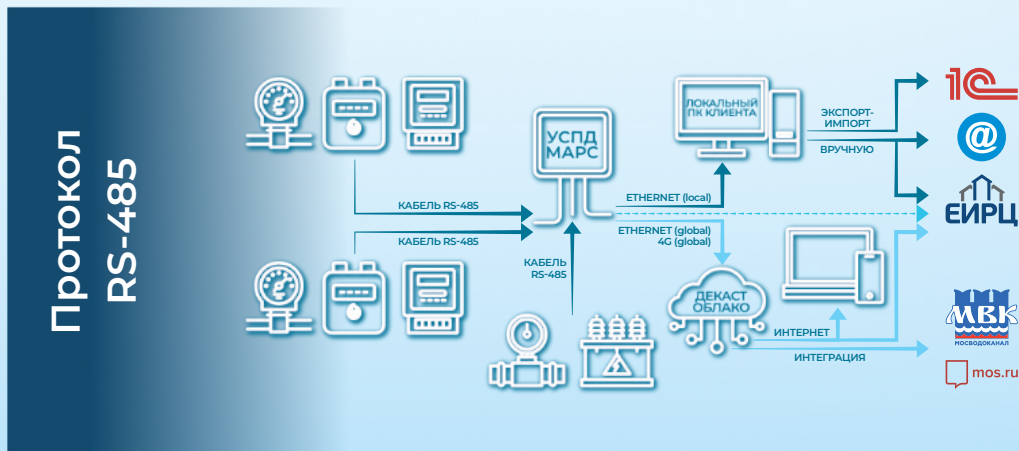 Протокол
RS-485
КАБЕЛЬ RS-485
КАБЕЛЬ RS-485
КАБЕЛЬ
RS-485
УСПД
МАРС
ETHERNET (local)
ETHERNET (global)
4G (global)
ЛОКАЛЬНЫЙ
ПК КЛИЕНТА
ДЕКАСТ
ОБЛАКО
ЭКСПОРТ-
ИМПОРТ
ВРУЧНУЮ
ИНТЕРНЕТ
ИНТЕГРАЦИЯ
1С
@
ЕИРЦ
МВК
МОСВОДОКАНАЛ
mos.ru